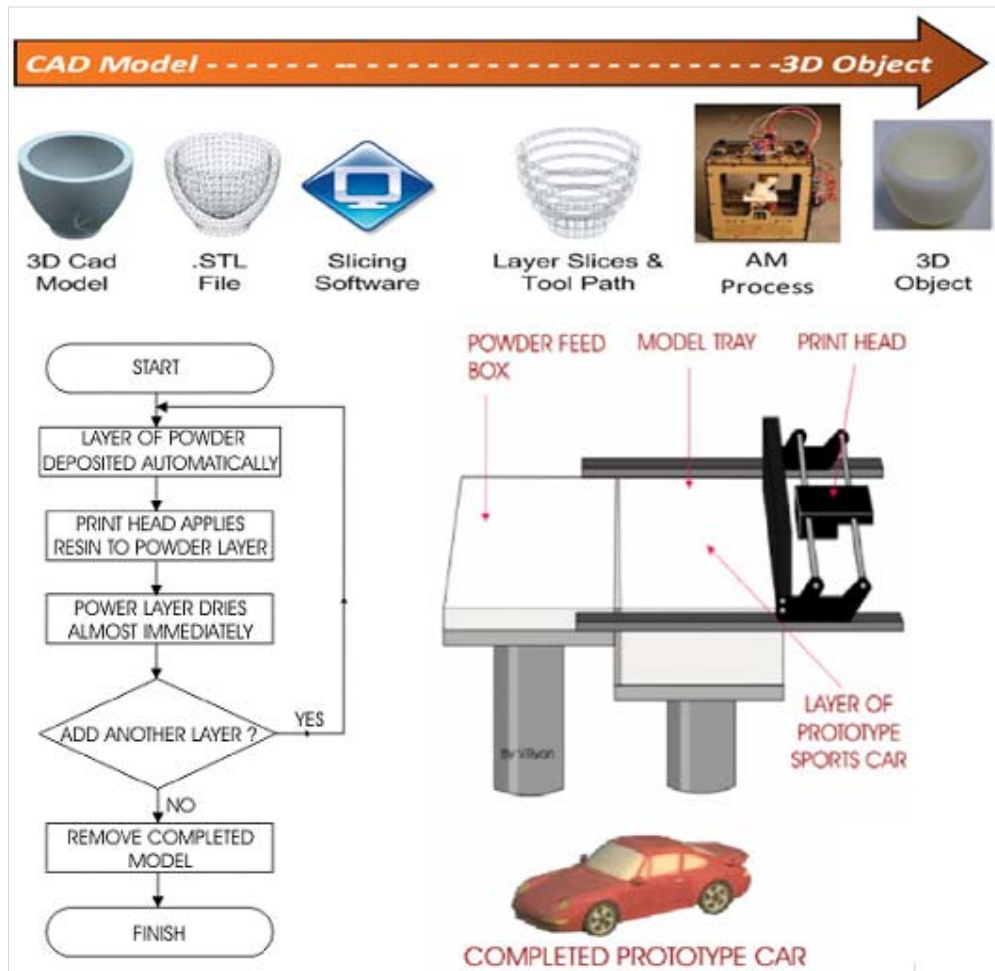 CAD Model - - - - - - -- - - - - - - - - - - - - - - - - - - - - - - -3D Object
3D Cad
Model
.STL
File
Slicing
Software
Layer Slices &
Tool Path
AM
Process
3D
Object
START
LAYER OF POWDER
DEPOSITED AUTOMATICALLY
PRINT HEAD APPLIES
RESIN TO POWDER LAYER
POWER LAYER DRIES
ALMOST IMMEDIATELY
ADD ANOTHER LAYER ?
YES
NO
REMOVE COMPLETED
MODEL
FINISH
POWDER FEED
BOX
MODEL TRAY
PRINT HEAD
LAYER OF
PROTOTYPE
SPORTS CAR
COMPLETED PROTOTYPE CAR